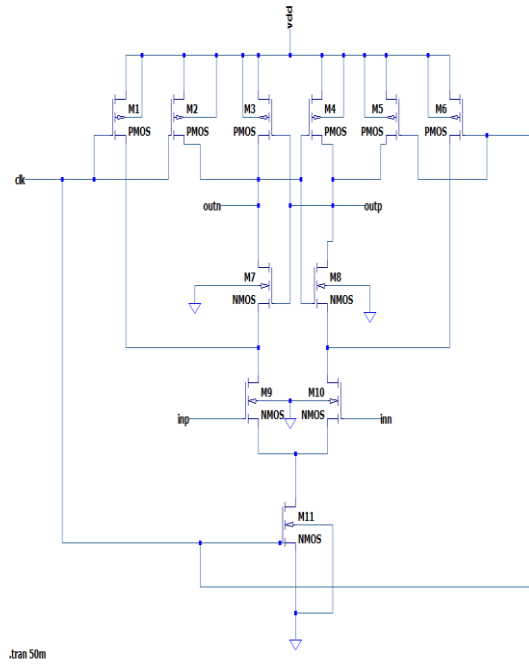 vdd
M1 M2 M3 M4 M5 M6
PMOS PMOS PMOS PMOS PMOS PMOS
clk
outn outp
M7 M8
NMOS NMOS
M9 M10
inp NMOS NMOS inn
M11
NMOS
.tran 50m